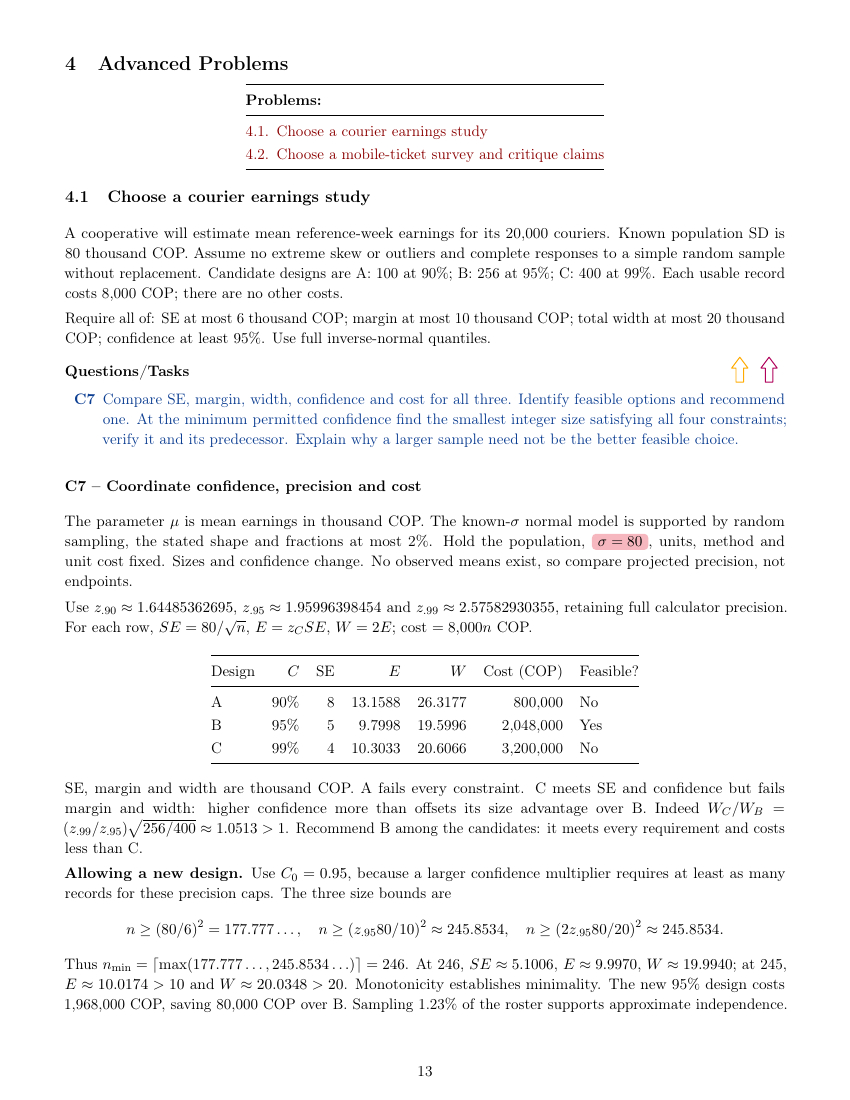 4 Advanced Problems
Problems:
4.1. Choose a courier earnings study
4.2. Choose a mobile-ticket survey and critique claims
4.1 Choose a courier earnings study
A cooperative will estimate mean reference-week earnings for its 20,000 couriers. Known population SD is
80 thousand COP. Assume no extreme skew or outliers and complete responses to a simple random sample
without replacement. Candidate designs are A: 100 at 90%; B: 256 at 95%; C: 400 at 99%. Each usable record
costs 8,000 COP; there are no other costs.
Require all of: SE at most 6 thousand COP; margin at most 10 thousand COP; total width at most 20 thousand
COP; confidence at least 95%. Use full inverse-normal quantiles.
Questions/Tasks
C7 Compare SE, margin, width, confidence and cost for all three. Identify feasible options and recommend
one. At the minimum permitted confidence find the smallest integer size satisfying all four constraints;
verify it and its predecessor. Explain why a larger sample need not be the better feasible choice.
C7 – Coordinate confidence, precision and cost
The parameter μ is mean earnings in thousand COP. The known-σ normal model is supported by random
sampling, the stated shape and fractions at most 2%. Hold the population, σ = 80 , units, method and
unit cost fixed. Sizes and confidence change. No observed means exist, so compare projected precision, not
endpoints.
Use z.90 ≈ 1.64485362695, z.95 ≈ 1.95996398454 and z.99 ≈ 2.57582930355, retaining full calculator precision.
For each row, SE = 80/√n, E = zCSE, W = 2E; cost = 8,000n COP.
Design C SE E W Cost (COP) Feasible?
A 90% 8 13.1588 26.3177 800,000 No
B 95% 5 9.7998 19.5996 2,048,000 Yes
C 99% 4 10.3033 20.6066 3,200,000 No
SE, margin and width are thousand COP. A fails every constraint. C meets SE and confidence but fails
margin and width: higher confidence more than offsets its size advantage over B. Indeed WC/WB =
(z.99/z.95)√256/400 ≈ 1.0513 > 1. Recommend B among the candidates: it meets every requirement and costs
less than C.
Allowing a new design. Use C0 = 0.95, because a larger confidence multiplier requires at least as many
records for these precision caps. The three size bounds are
n ≥ (80/6)² = 177.777 . . . , n ≥ (z.9580/10)² ≈ 245.8534, n ≥ (2z.9580/20)² ≈ 245.8534.
Thus nmin = ⌈max(177.777 . . . , 245.8534 . . .)⌉ = 246. At 246, SE ≈ 5.1006, E ≈ 9.9970, W ≈ 19.9940; at 245,
E ≈ 10.0174 > 10 and W ≈ 20.0348 > 20. Monotonicity establishes minimality. The new 95% design costs
1,968,000 COP, saving 80,000 COP over B. Sampling 1.23% of the roster supports approximate independence.
13